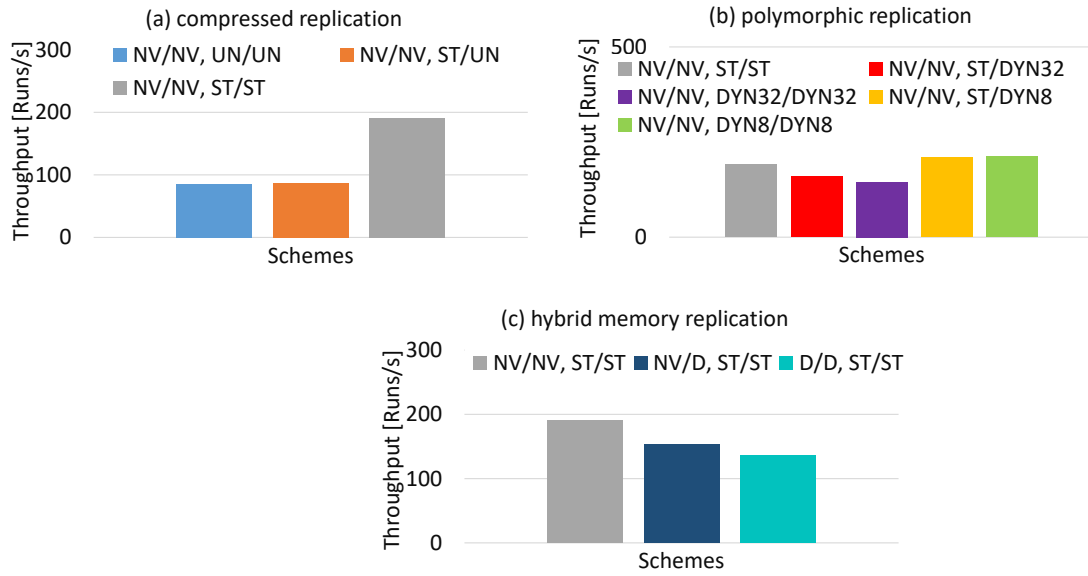 (a) compressed replication
Throughput [Runs/s]
300
200
100
0
NV/NV, UN/UN
NV/NV, ST/UN
NV/NV, ST/ST
Schemes
(b) polymorphic replication
Throughput [Runs/s]
500
0
NV/NV, ST/ST
NV/NV, ST/DYN32
NV/NV, DYN32/DYN32
NV/NV, ST/DYN8
NV/NV, DYN8/DYN8
Schemes
(c) hybrid memory replication
Throughput [Runs/s]
300
200
100
0
NV/NV, ST/ST
NV/D, ST/ST
D/D, ST/ST
Schemes